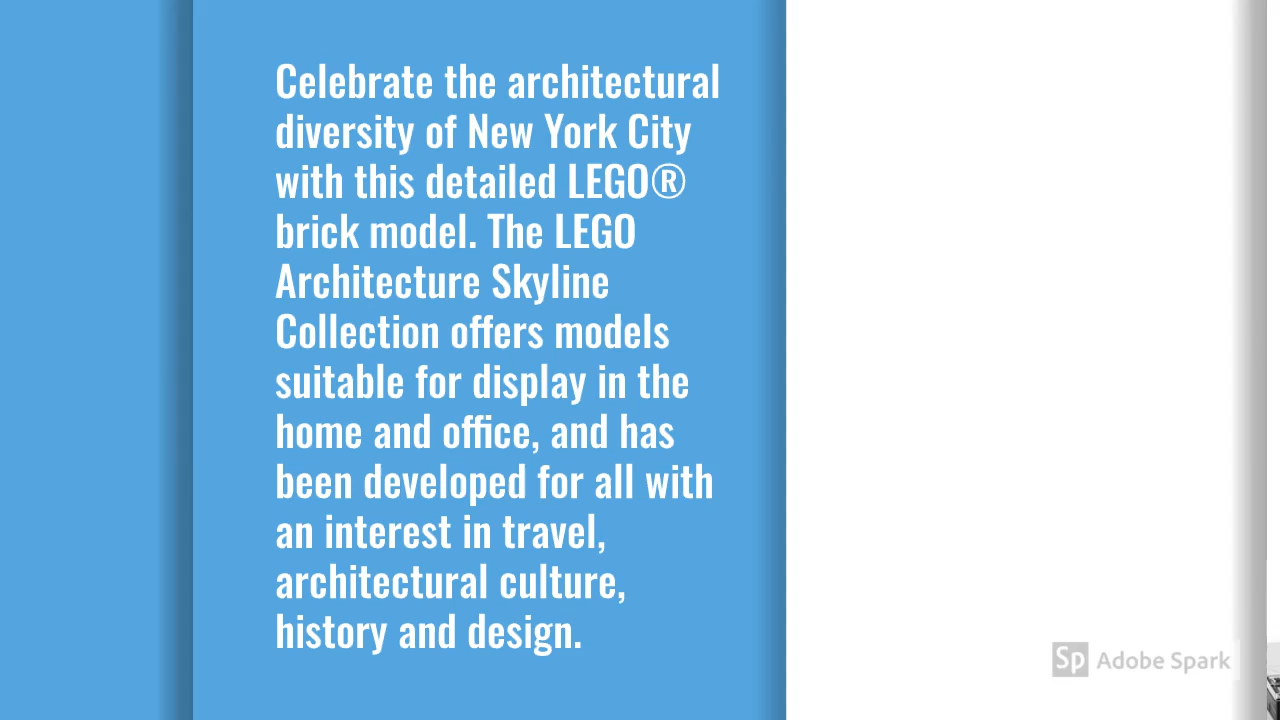 Celebrate the architectural
diversity of New York City
with this detailed LEGO®
brick model. The LEGO
Architecture Skyline
Collection offers models
suitable for display in the
home and office, and has
been developed for all with
an interest in travel,
architectural culture,
history and design.
Sp Adobe Spark